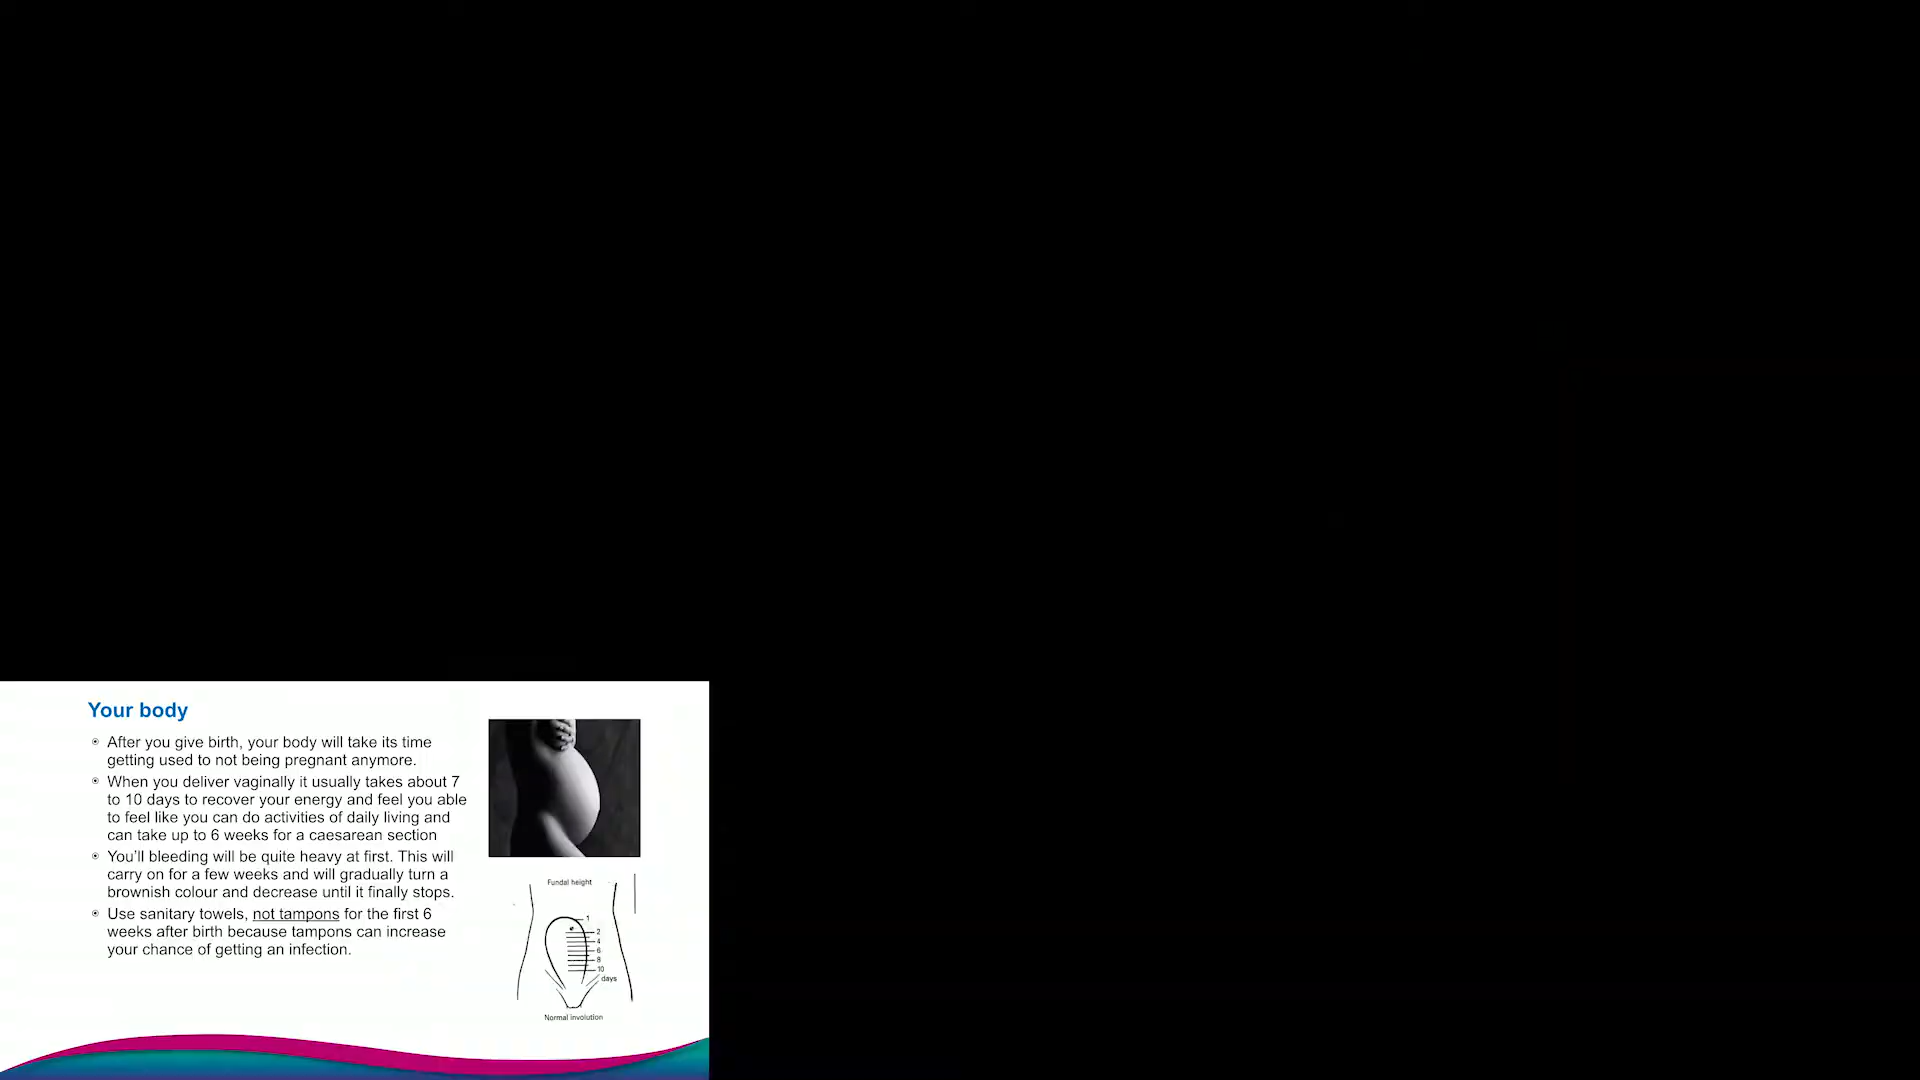 Your body
After you give birth, your body will take its time
getting used to not being pregnant anymore.
When you deliver vaginally it usually takes about 7
to 10 days to recover your energy and feel you able
to feel like you can do activities of daily living and
can take up to 6 weeks for a caesarean section
You'll bleeding will be quite heavy at first. This will
carry on for a few weeks and will gradually turn a
brownish colour and decrease until it finally stops.
Use sanitary towels, not tampons for the first 6
weeks after birth because tampons can increase
your chance of getting an infection.
Fundal height
1
2
4
6
8
10
days
Normal involution